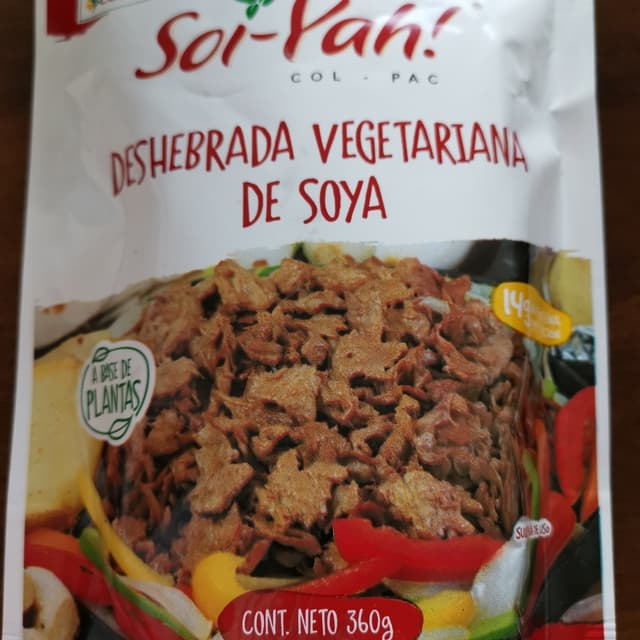 Soi-Yah!
COL - PAC
DESHEBRADA VEGETARIANA
DE SOYA
14g
A BASE DE
PLANTAS
CONT. NETO 360g